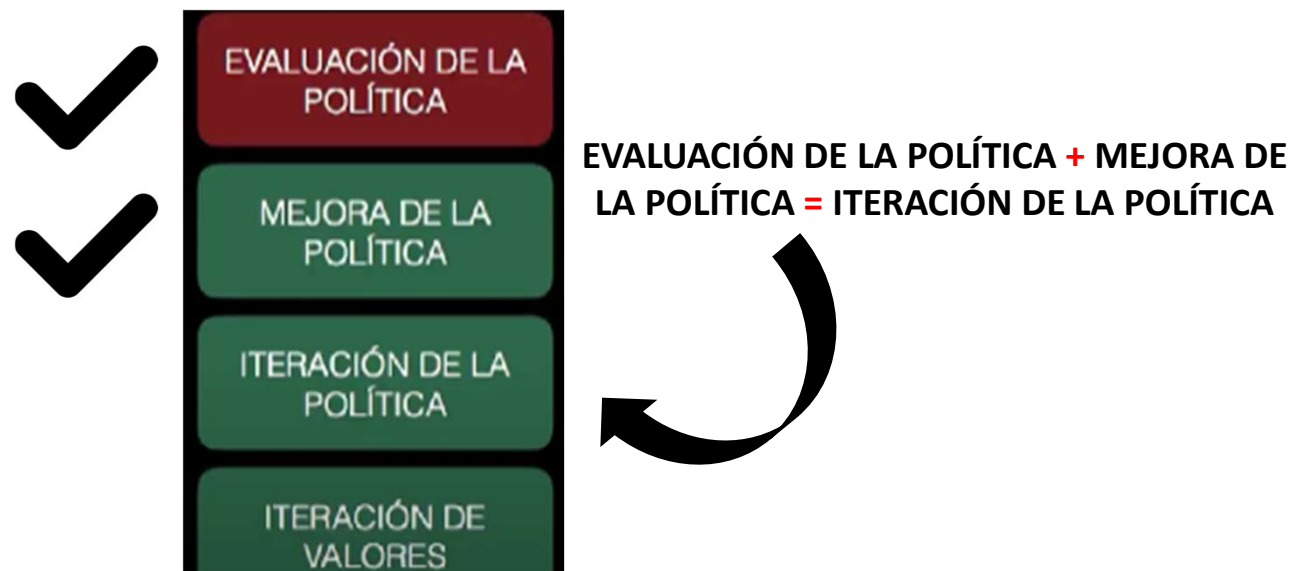 EVALUACIÓN DE LA
POLÍTICA
MEJORA DE LA
POLÍTICA
ITERACIÓN DE LA
POLÍTICA
ITERACIÓN DE
VALORES
EVALUACIÓN DE LA POLÍTICA + MEJORA DE
LA POLÍTICA = ITERACIÓN DE LA POLÍTICA